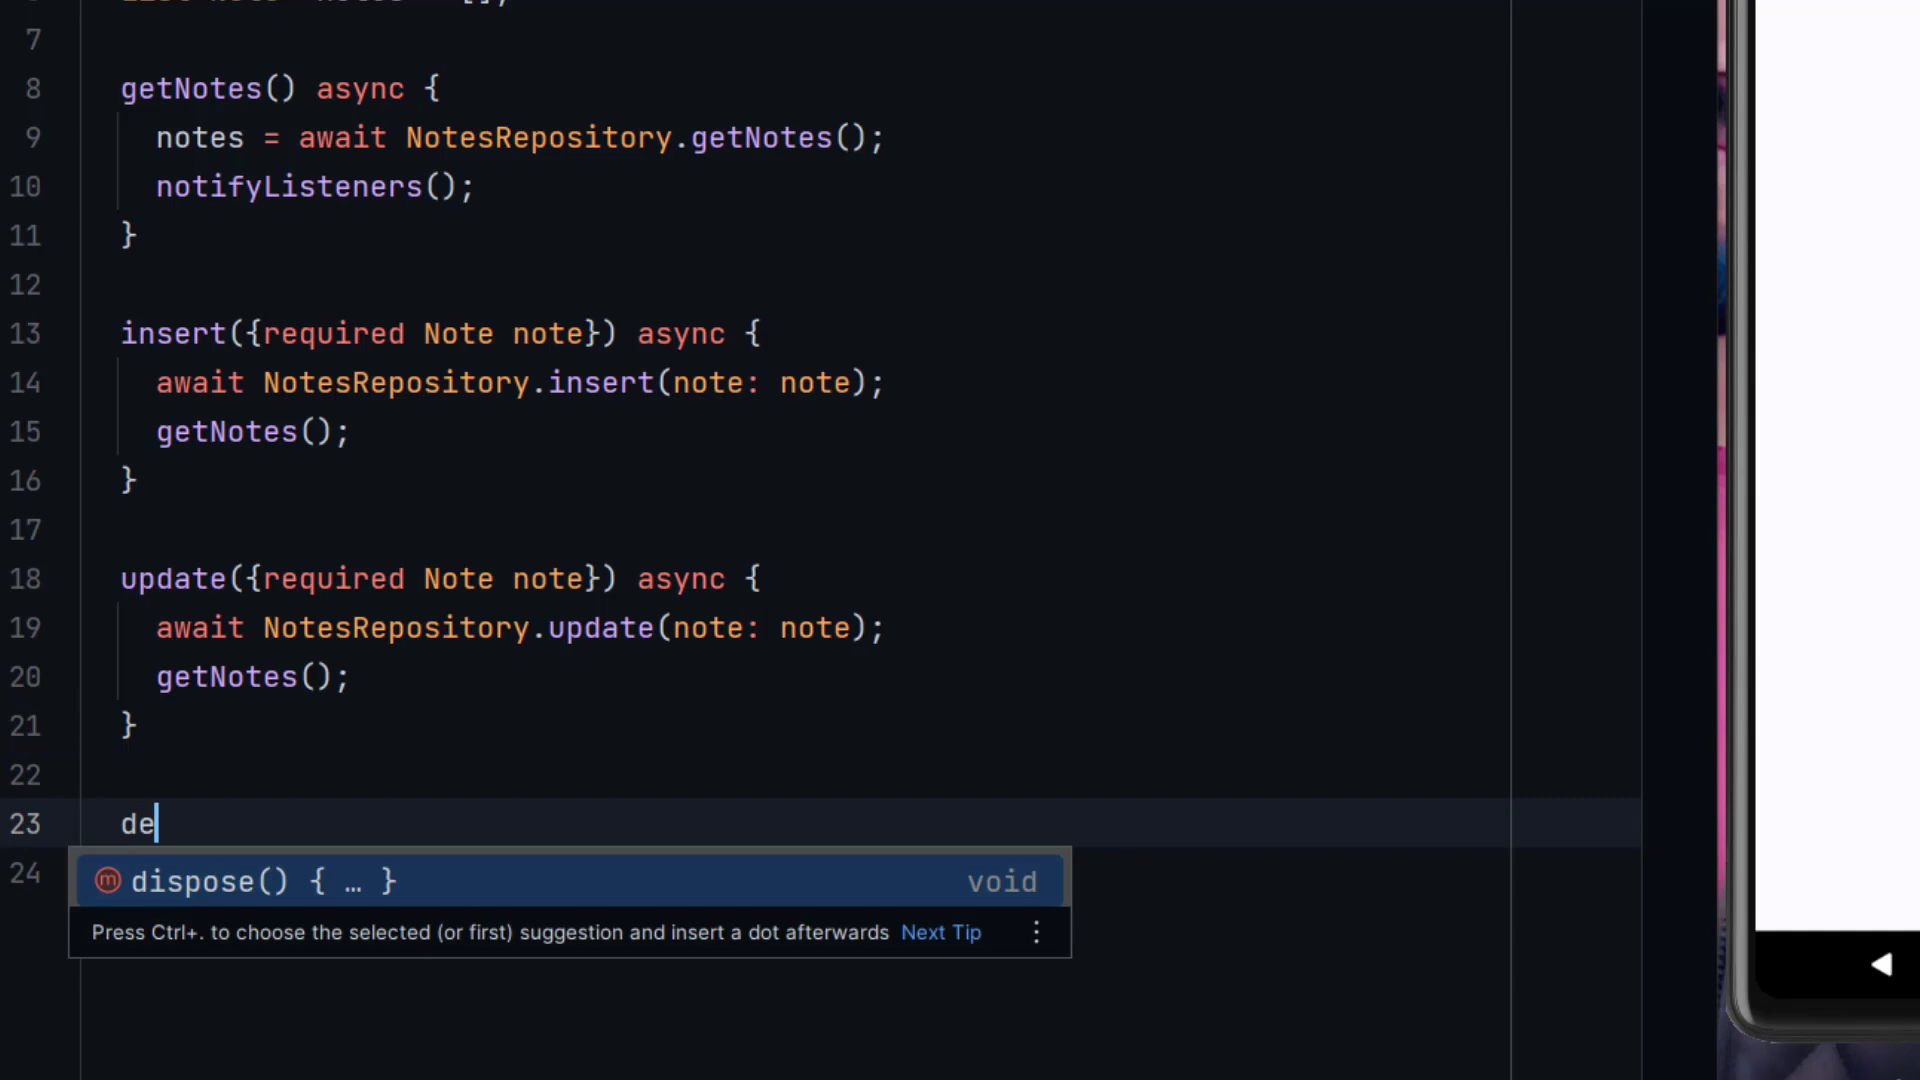 7
8 getNotes() async {
9 notes = await NotesRepository.getNotes();
10 notifyListeners();
11 }
12
13 insert({required Note note}) async {
14 await NotesRepository.insert(note: note);
15 getNotes();
16 }
17
18 update({required Note note}) async {
19 await NotesRepository.update(note: note);
20 getNotes();
21 }
22
23 de
24
m dispose() { … } void
Press Ctrl+. to choose the selected (or first) suggestion and insert a dot afterwards Next Tip